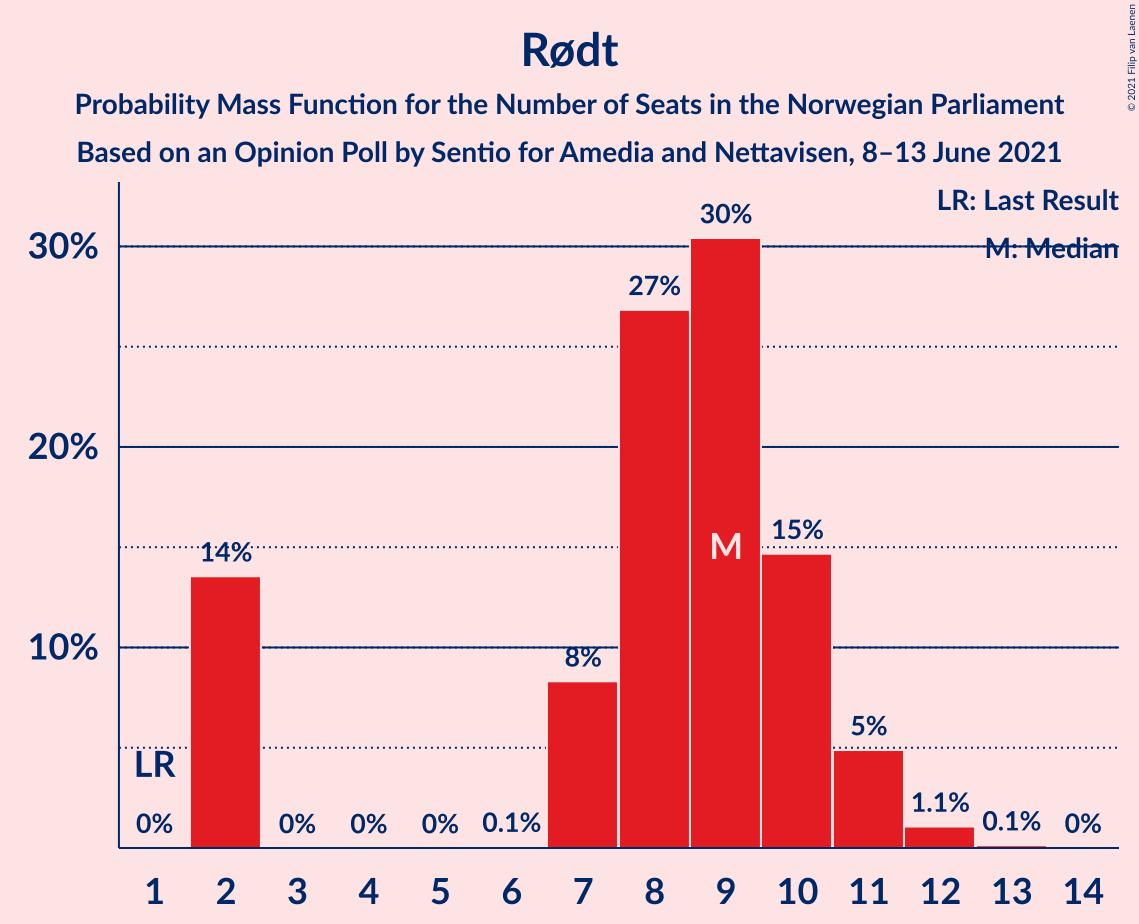 Rødt
Probability Mass Function for the Number of Seats in the Norwegian Parliament
Based on an Opinion Poll by Sentio for Amedia and Nettavisen, 8–13 June 2021
© 2021 Filip van Laenen
LR: Last Result
M: Median
30%
20%
10%
LR
0%
14%
0%
0%
0%
0.1%
8%
27%
30%
M
15%
5%
1.1%
0.1%
0%
1 2 3 4 5 6 7 8 9 10 11 12 13 14